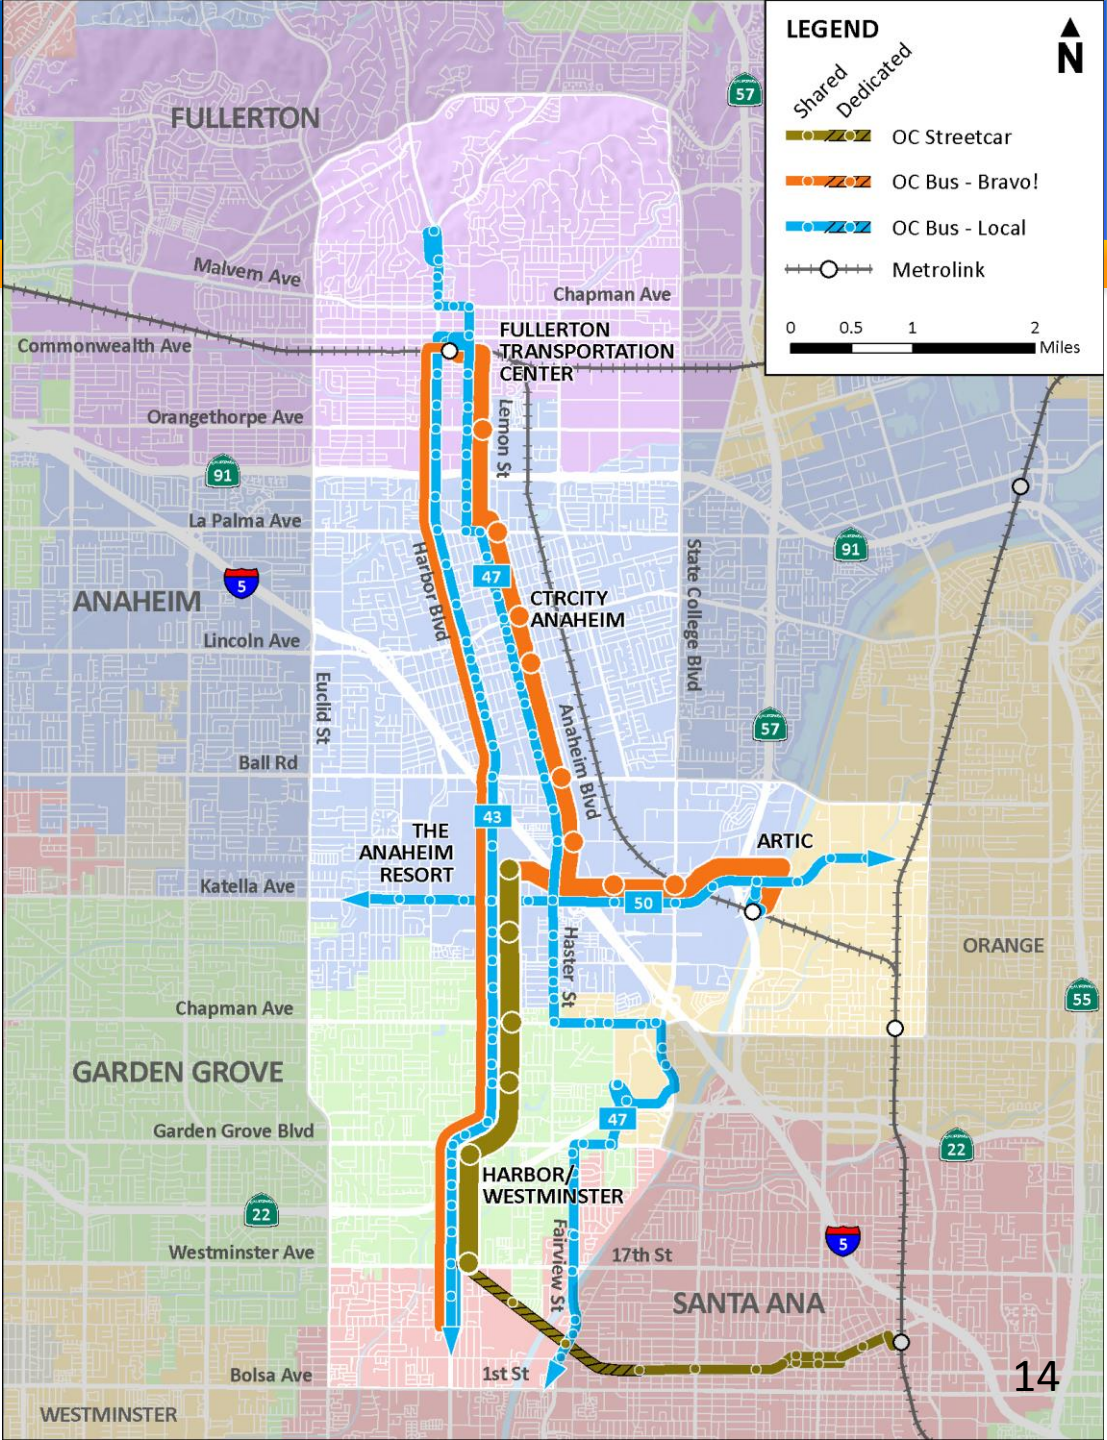 LEGEND
N
Shared
Dedicated
OC Streetcar
OC Bus - Bravo!
OC Bus - Local
Metrolink
0 0.5 1 2
Miles
57
FULLERTON
Malvern Ave
Chapman Ave
Commonwealth Ave
FULLERTON
TRANSPORTATION
CENTER
Orangethorpe Ave
Lemon St
91
La Palma Ave
91
Harbor Blvd
State College Blvd
5
47
ANAHEIM
CTRCITY
ANAHEIM
Lincoln Ave
Euclid St
Anaheim Blvd
57
Ball Rd
43
THE
ANAHEIM
RESORT
ARTIC
Katella Ave
50
Haster St
ORANGE
55
Chapman Ave
GARDEN GROVE
47
Garden Grove Blvd
22
HARBOR/
WESTMINSTER
22
Fairview St
5
Westminster Ave
17th St
SANTA ANA
Bolsa Ave
1st St
14
WESTMINSTER